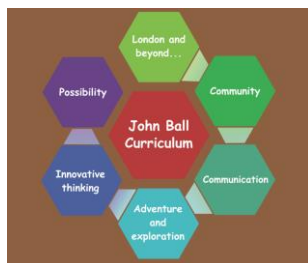 London and
beyond...
Possibility
Community
John Ball
Curriculum
Innovative
thinking
Communication
Adventure
and
exploration